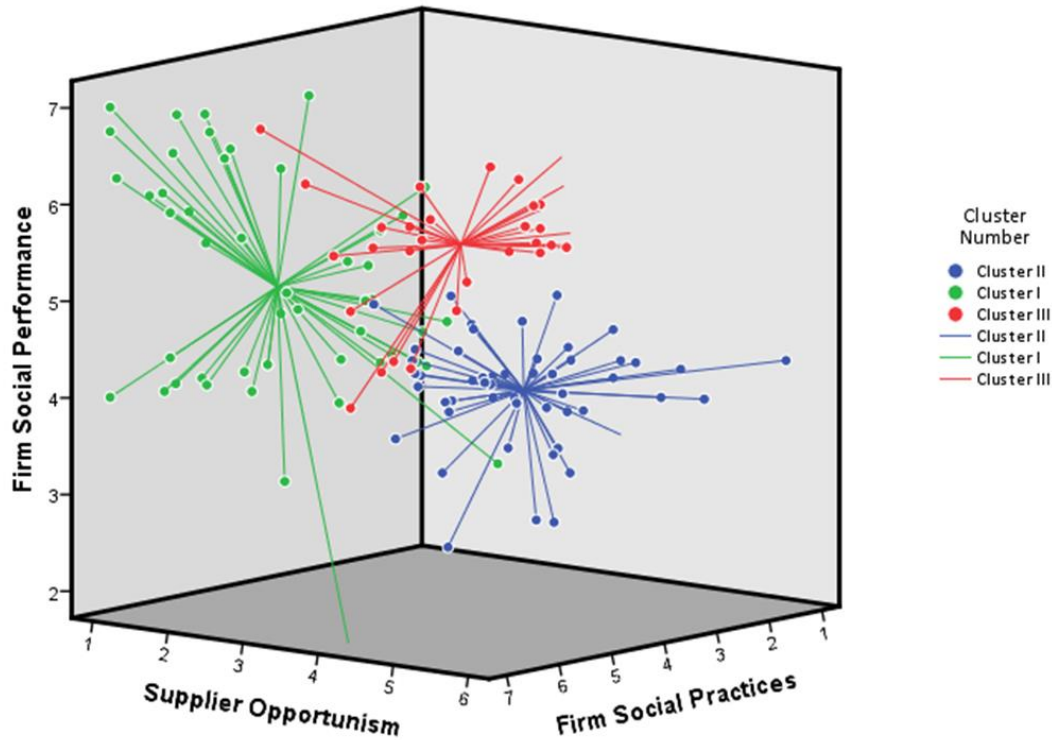 Firm Social Performance
7
6
5
4
3
2
1
2
3
4
5
6
Supplier Opportunism
7
6
5
4
3
2
1
Firm Social Practices
Cluster
Number
Cluster II
Cluster I
Cluster III
Cluster II
Cluster I
Cluster III